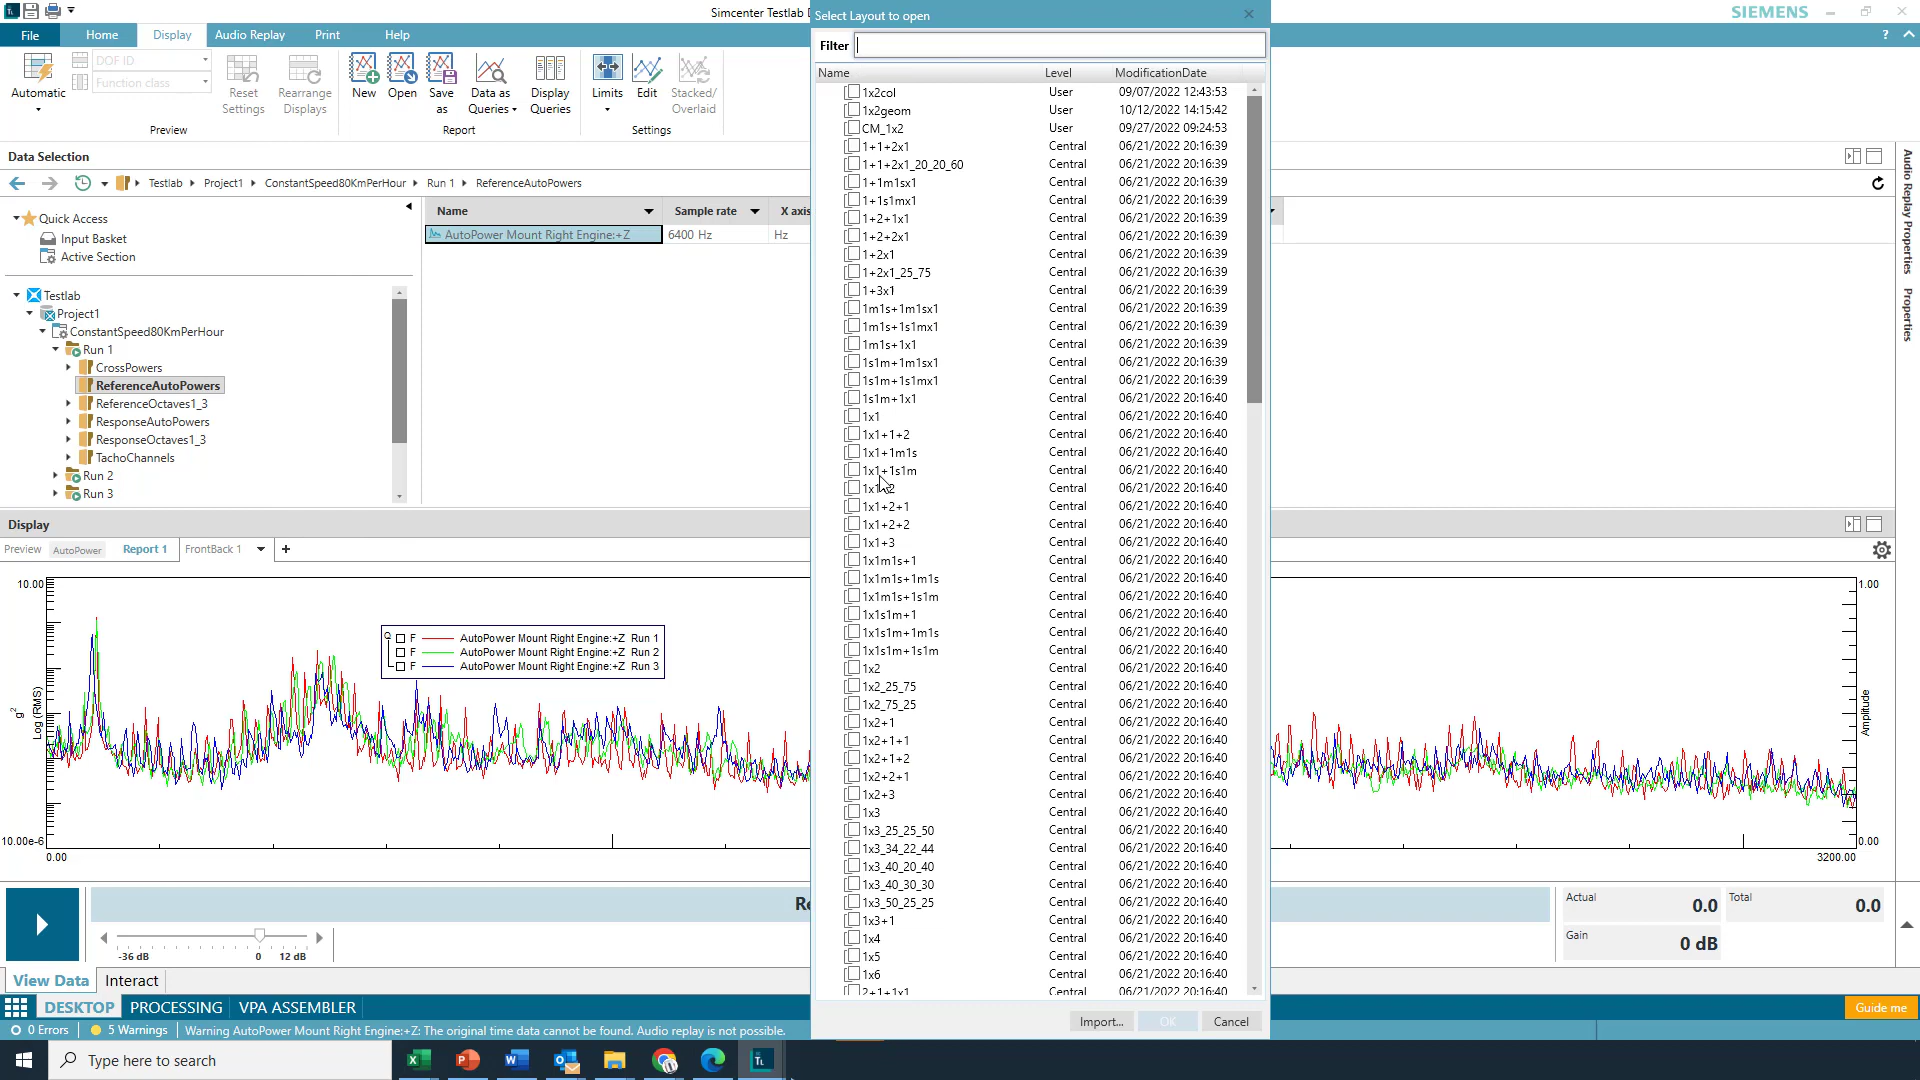 Simcenter Testlab
SIEMENS
File
Home
Display
Audio Replay
Print
Help
Automatic
DOF ID
Function class
Reset
Settings
Rearrange
Displays
Preview
New
Open
Save
as
Data as
Queries
Display
Queries
Report
Limits
Edit
Stacked/
Overlaid
Settings
Data Selection
Testlab
Project1
ConstantSpeed80KmPerHour
Run 1
ReferenceAutoPowers
Quick Access
Input Basket
Active Section
Testlab
Project1
ConstantSpeed80KmPerHour
Run 1
CrossPowers
ReferenceAutoPowers
ReferenceOctaves1_3
ResponseAutoPowers
ResponseOctaves1_3
TachoChannels
Run 2
Run 3
Name Sample rate X axis
AutoPower Mount Right Engine:+Z 6400 Hz Hz
Audio Replay Properties
Properties
Select Layout to open
Filter
Name Level ModificationDate
1x2col User 09/07/2022 12:43:53
1x2geom User 10/12/2022 14:15:42
CM_1x2 User 09/27/2022 09:24:53
1+1+2x1 Central 06/21/2022 20:16:39
1+1+2x1_20_20_60 Central 06/21/2022 20:16:39
1+1m1sx1 Central 06/21/2022 20:16:39
1+1s1mx1 Central 06/21/2022 20:16:39
1+2+1x1 Central 06/21/2022 20:16:39
1+2+2x1 Central 06/21/2022 20:16:39
1+2x1 Central 06/21/2022 20:16:39
1+2x1_25_75 Central 06/21/2022 20:16:39
1+3x1 Central 06/21/2022 20:16:39
1m1s+1m1sx1 Central 06/21/2022 20:16:39
1m1s+1s1mx1 Central 06/21/2022 20:16:39
1m1s+1x1 Central 06/21/2022 20:16:39
1s1m+1m1sx1 Central 06/21/2022 20:16:39
1s1m+1s1mx1 Central 06/21/2022 20:16:39
1s1m+1x1 Central 06/21/2022 20:16:40
1x1 Central 06/21/2022 20:16:40
1x1+1+2 Central 06/21/2022 20:16:40
1x1+1m1s Central 06/21/2022 20:16:40
1x1+1s1m Central 06/21/2022 20:16:40
1x1+2 Central 06/21/2022 20:16:40
1x1+2+1 Central 06/21/2022 20:16:40
1x1+2+2 Central 06/21/2022 20:16:40
1x1+3 Central 06/21/2022 20:16:40
1x1m1s+1 Central 06/21/2022 20:16:40
1x1m1s+1m1s Central 06/21/2022 20:16:40
1x1m1s+1s1m Central 06/21/2022 20:16:40
1x1s1m+1 Central 06/21/2022 20:16:40
1x1s1m+1m1s Central 06/21/2022 20:16:40
1x1s1m+1s1m Central 06/21/2022 20:16:40
1x2 Central 06/21/2022 20:16:40
1x2_25_75 Central 06/21/2022 20:16:40
1x2_75_25 Central 06/21/2022 20:16:40
1x2+1 Central 06/21/2022 20:16:40
1x2+1+1 Central 06/21/2022 20:16:40
1x2+1+2 Central 06/21/2022 20:16:40
1x2+2+1 Central 06/21/2022 20:16:40
1x2+3 Central 06/21/2022 20:16:40
1x3 Central 06/21/2022 20:16:40
1x3_25_25_50 Central 06/21/2022 20:16:40
1x3_34_22_44 Central 06/21/2022 20:16:40
1x3_40_20_40 Central 06/21/2022 20:16:40
1x3_40_30_30 Central 06/21/2022 20:16:40
1x3_50_25_25 Central 06/21/2022 20:16:40
1x3+1 Central 06/21/2022 20:16:40
1x4 Central 06/21/2022 20:16:40
1x5 Central 06/21/2022 20:16:40
1x6 Central 06/21/2022 20:16:40
2+1+1x1 Central 06/21/2022 20:16:40
Import... OK Cancel
Display
Preview AutoPower Report 1 FrontBack 1 +
10.00
g²
Log (RMS)
10.00e-6
0.00
AutoPower Mount Right Engine:+Z Run 1
AutoPower Mount Right Engine:+Z Run 2
AutoPower Mount Right Engine:+Z Run 3
F
F
F
1.00
Amplitude
0.00
3200.00
-36 dB 0 12 dB
Actual 0.0
Total 0.0
Gain 0 dB
View Data Interact
DESKTOP PROCESSING VPA ASSEMBLER
Guide me
0 Errors 5 Warnings Warning AutoPower Mount Right Engine:+Z: The original time data cannot be found. Audio replay is not possible.
Type here to search